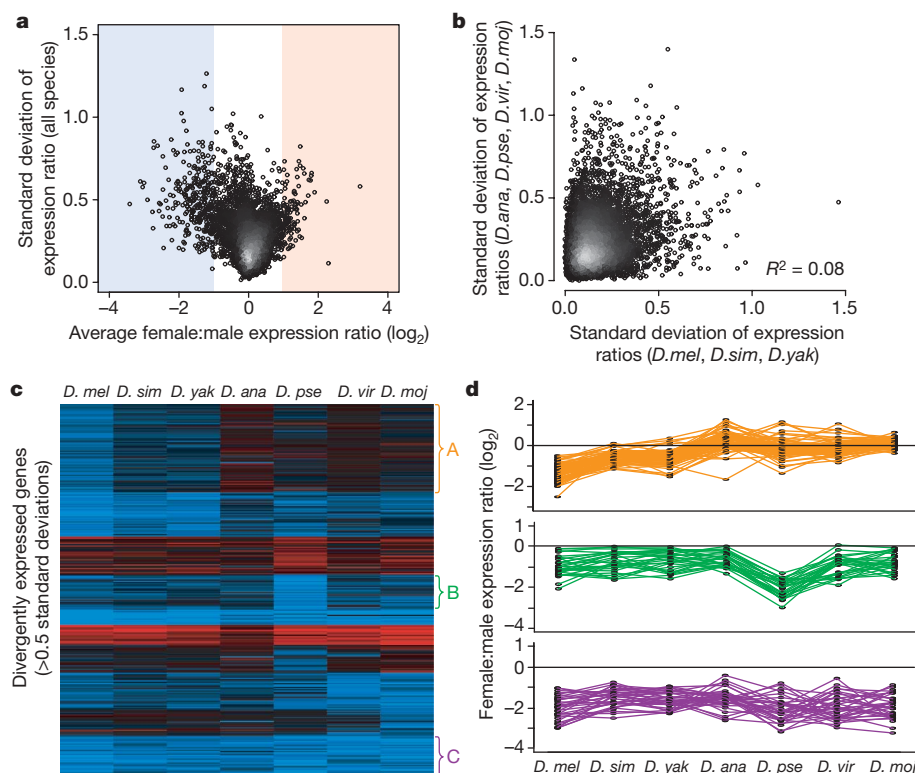 a
Standard deviation of
expression ratio (all species)
1.5
1.0
0.5
0.0
−4 −2 0 2 4
Average female:male expression ratio (log2)
b
Standard deviation of expression
ratios (D.ana, D.pse, D.vir, D.moj)
1.5
1.0
0.5
0.0
R2 = 0.08
0.0 0.5 1.0 1.5
Standard deviation of expression
ratios (D.mel, D.sim, D.yak)
c
D. mel D. sim D. yak D. ana D. pse D. vir D. moj
Divergently expressed genes
(>0.5 standard deviations)
A
B
C
d
Female:male expression ratio (log2)
2
0
−2
1
0
−2
−4
1
0
−2
−4
D. mel D. sim D. yak D. ana D. pse D. vir D. moj